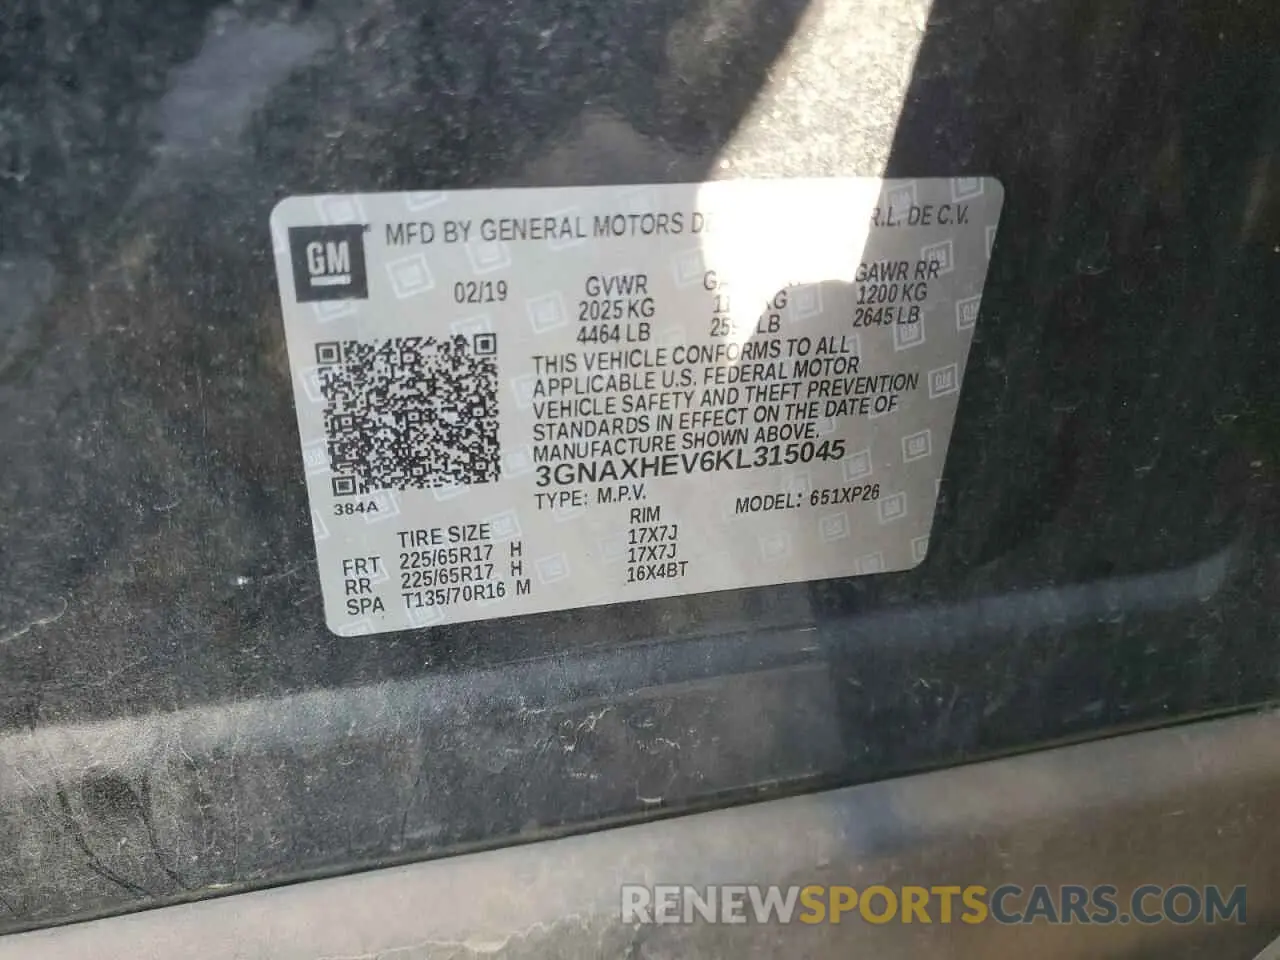 GM
MFD BY GENERAL MOTORS DE R.L. DE C.V.
02/19 GVWR GAWR RR
2025 KG KG 1200 KG
4464 LB LB 2645 LB
THIS VEHICLE CONFORMS TO ALL
APPLICABLE U.S. FEDERAL MOTOR
VEHICLE SAFETY AND THEFT PREVENTION
STANDARDS IN EFFECT ON THE DATE OF
MANUFACTURE SHOWN ABOVE.
3GNAXHEV6KL315045
384A
TYPE: M.P.V. MODEL: 651XP26
TIRE SIZE RIM
FRT 225/65R17 H 17X7J
RR 225/65R17 H 17X7J
SPA T135/70R16 M 16X4BT
RENEWSPORTSCARS.COM